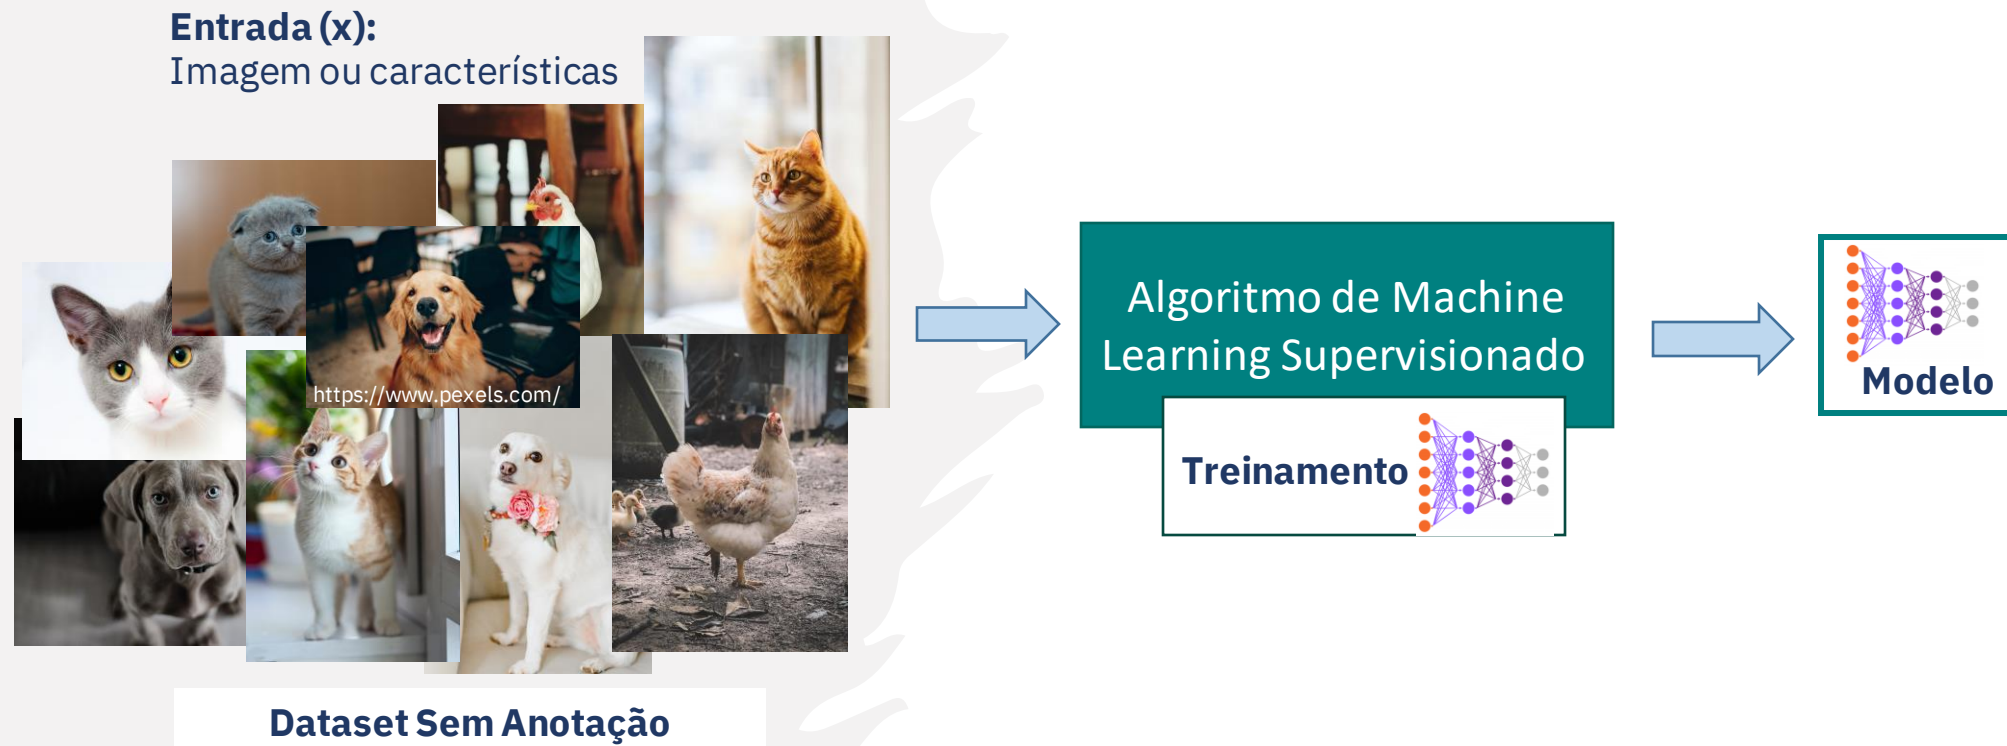 Entrada (x):
Imagem ou características
https://www.pexels.com/
Dataset Sem Anotação
Algoritmo de Machine
Learning Supervisionado
Treinamento
Modelo